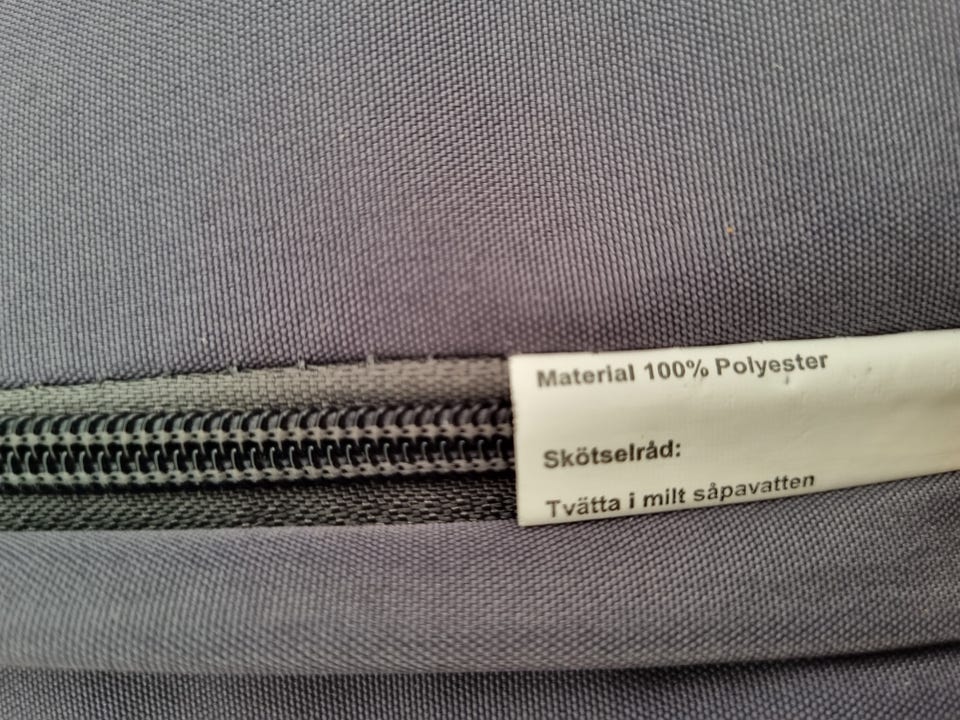 Material 100% Polyester
Skötselråd:
Tvätta i milt såpavatten